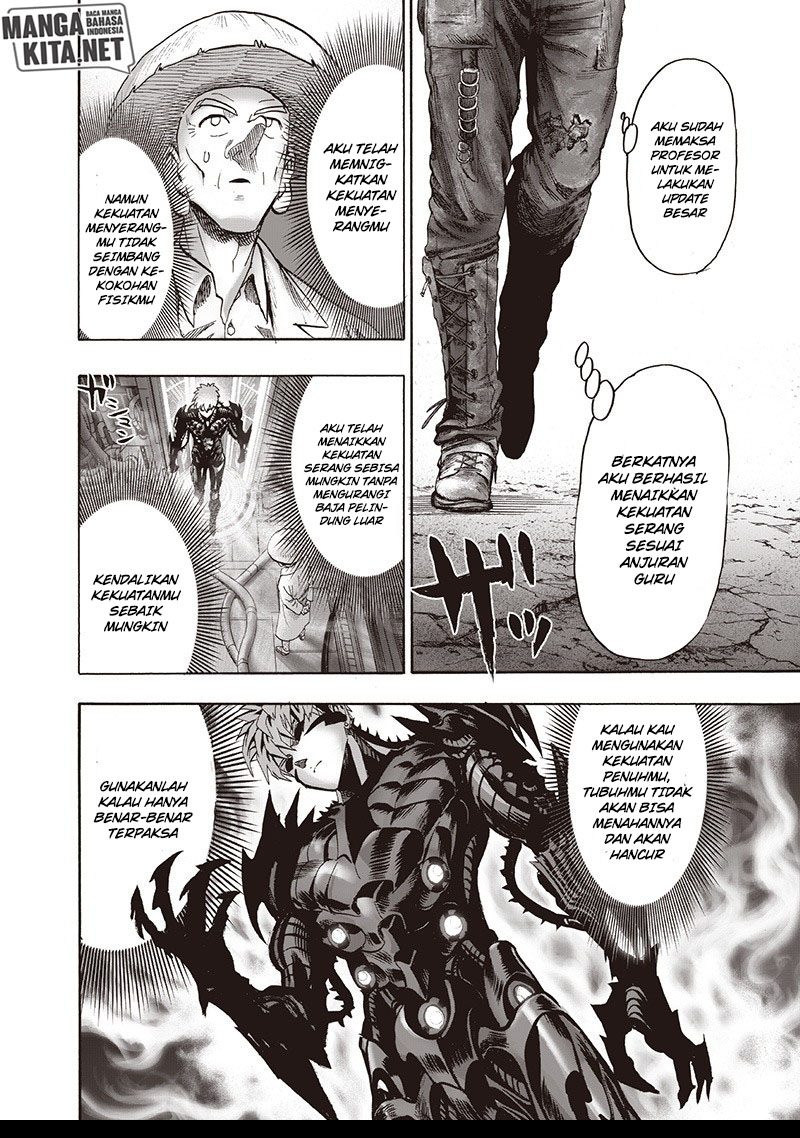 MANGA
KITA.NET
BACA MANGA
BAHASA
INDONESIA
AKU SUDAH
MEMAKSA
PROFESOR
UNTUK ME-
LAKUKAN
UPDATE
BESAR
BERKATNYA
AKU BERHASIL
MENAIKKAN
KEKUATAN
SERANG
SESUAI
ANJURAN
GURU
ザッ
AKU TELAH
MEMNIG-
KATKAN
KEKUATAN
MENYE-
RANGMU
NAMUN
KEKUATAN
MENYERANG-
MU TIDAK
SEIMBANG
DENGAN KE-
KOKOHAN
FISIKMU
AKU TELAH
MENAIKKAN
KEKUATAN
SERANG SEBISA
MUNGKIN TANPA
MENGURANGI
BAJA PELIN-
DUNG LUAR
KENDALIKAN
KEKUATANMU
SEBAIK
MUNGKIN
KALAU KAU
MENGUNAKAN
KEKUATAN
PENUHMU,
TUBUHMU TIDAK
AKAN BISA
MENAHANNYA
DAN AKAN
HANCUR
GUNAKANLAH
KALAU HANYA
BENAR-BENAR
TERPAKSA